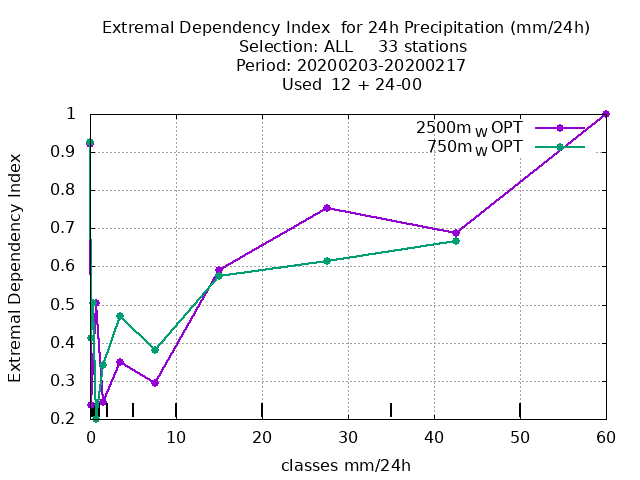 Extremal Dependency Index  for 24h Precipitation (mm/24h)
Selection: ALL     33 stations
Period: 20200203-20200217
Used  12 + 24-00
2500m W OPT
750m W OPT
Extremal Dependency Index
1
0.9
0.8
0.7
0.6
0.5
0.4
0.3
0.2
0 10 20 30 40 50 60
classes mm/24h